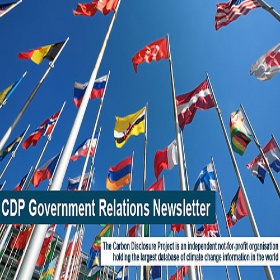 CDP Government Relations Newsletter
The Carbon Disclosure Project is an independent not-for-profit organisation
holding the largest database of climate change information in the world